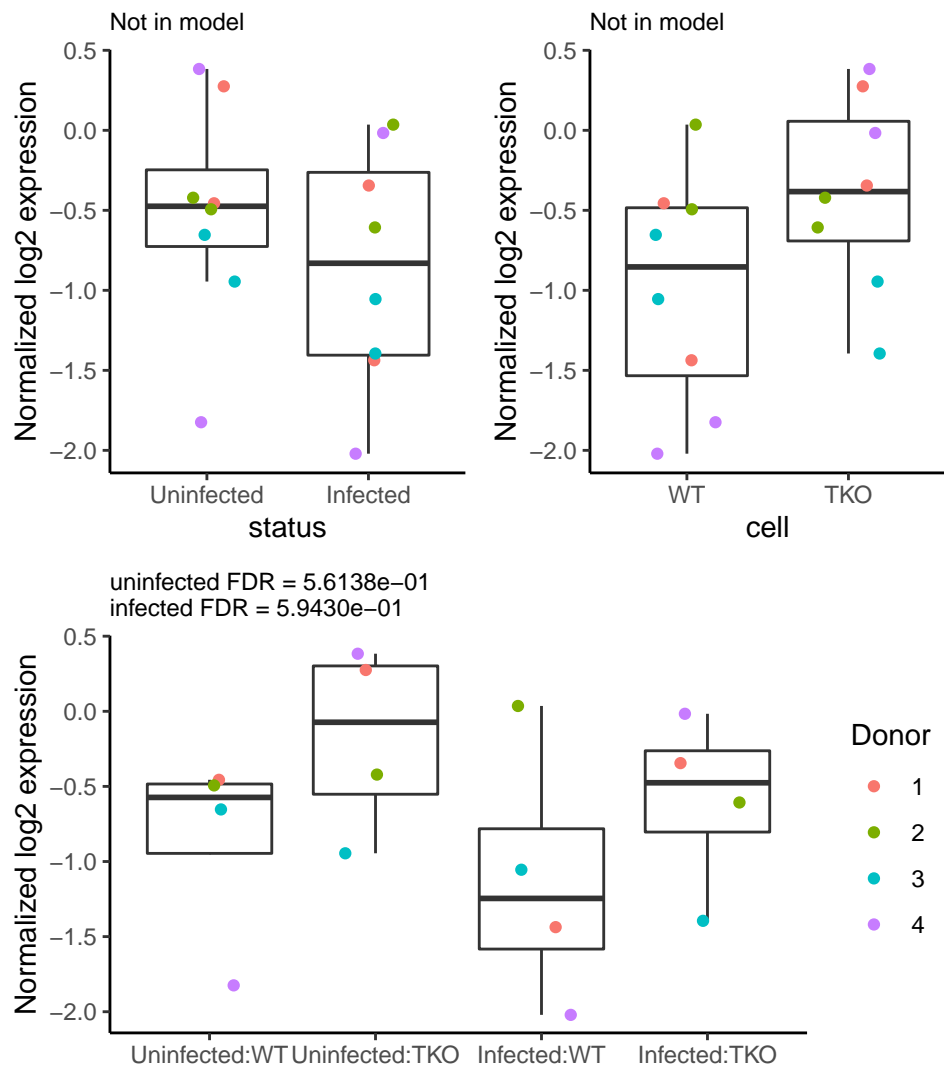 Not in model
Normalized log2 expression
0.5
0.0
−0.5
−1.0
−1.5
−2.0
Uninfected Infected
status
Not in model
Normalized log2 expression
0.5
0.0
−0.5
−1.0
−1.5
−2.0
WT TKO
cell
uninfected FDR = 5.6138e−01
infected FDR = 5.9430e−01
Normalized log2 expression
0.5
0.0
−0.5
−1.0
−1.5
−2.0
Uninfected:WT Uninfected:TKO Infected:WT Infected:TKO
Donor
1
2
3
4